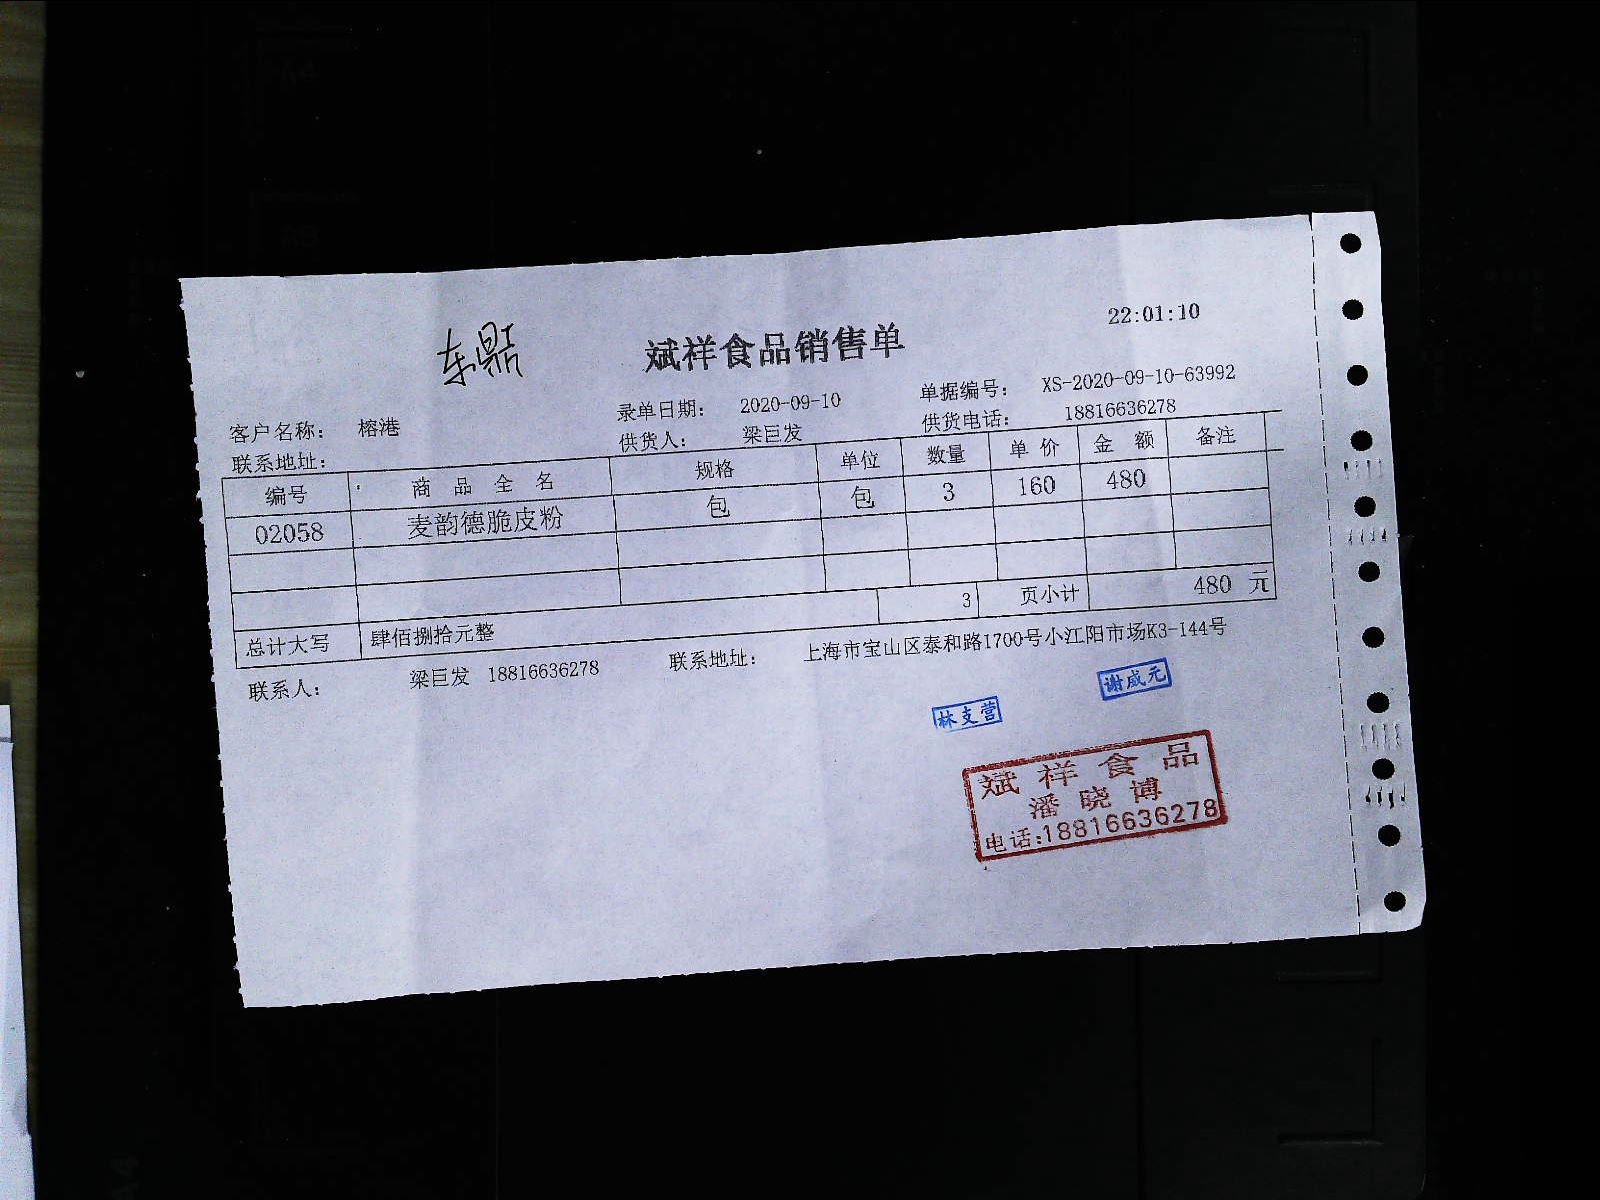 22:01:10
东鼎 斌祥食品销售单
录单日期： 2020-09-10 单据编号： XS-2020-09-10-63992
客户名称： 榕港 供货人： 梁巨发 供货电话： 18816636278
联系地址：
编号 商品全名 规格 单位 数量 单价 金额 备注
02058 麦韵德脆皮粉 包 包 3 160 480
3 页小计 480 元
总计大写 肆佰捌拾元整
联系人： 梁巨发 18816636278 联系地址： 上海市宝山区泰和路1700号小江阳市场K3-144号
谢威元
林支营
斌祥食品
潘晓博
电话:18816636278